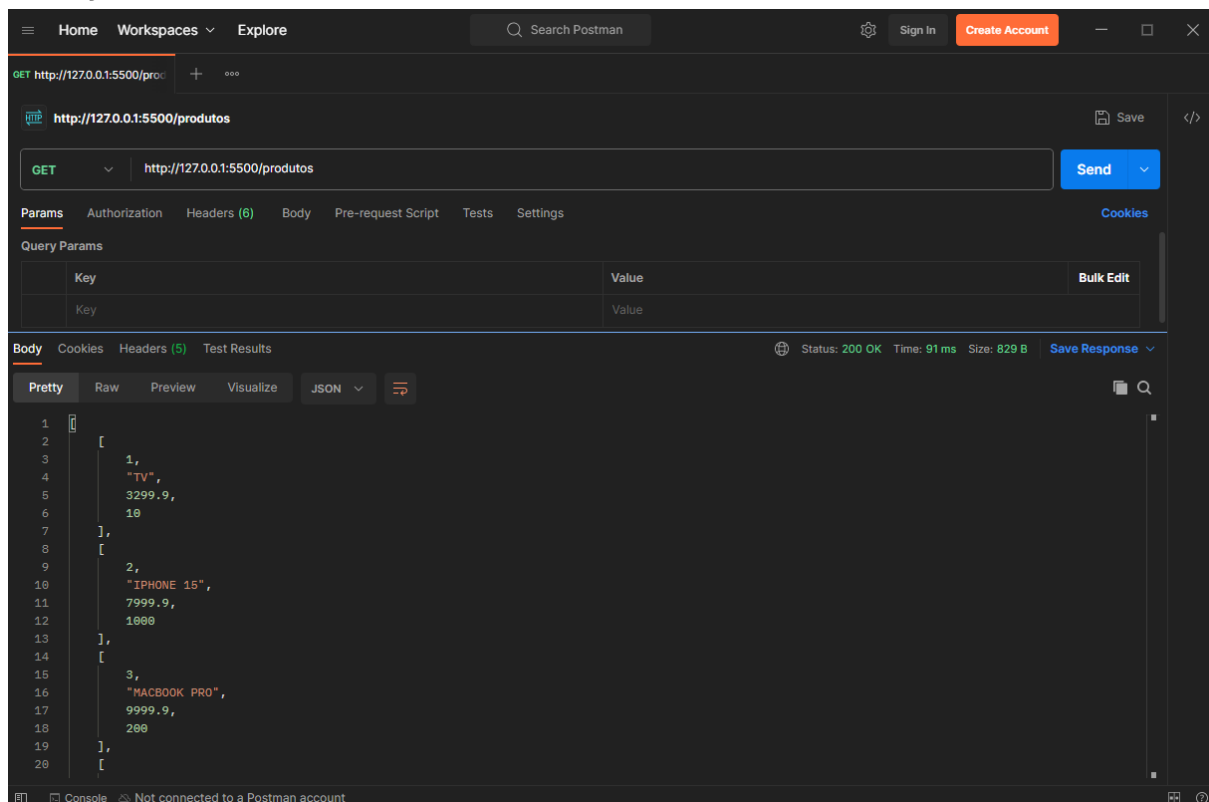 Home Workspaces Explore Search Postman Sign In Create Account
GET http://127.0.0.1:5500/prod
HTTP http://127.0.0.1:5500/produtos Save </>
GET http://127.0.0.1:5500/produtos Send
Params Authorization Headers (6) Body Pre-request Script Tests Settings Cookies
Query Params
Key Value Bulk Edit
Key Value
Body Cookies Headers (5) Test Results Status: 200 OK Time: 91 ms Size: 829 B Save Response
Pretty Raw Preview Visualize JSON
1 [
2 [
3 1,
4 "TV",
5 3299.9,
6 10
7 ],
8 [
9 2,
10 "IPHONE 15",
11 7999.9,
12 1000
13 ],
14 [
15 3,
16 "MACBOOK PRO",
17 9999.9,
18 200
19 ],
20 [
Console Not connected to a Postman account